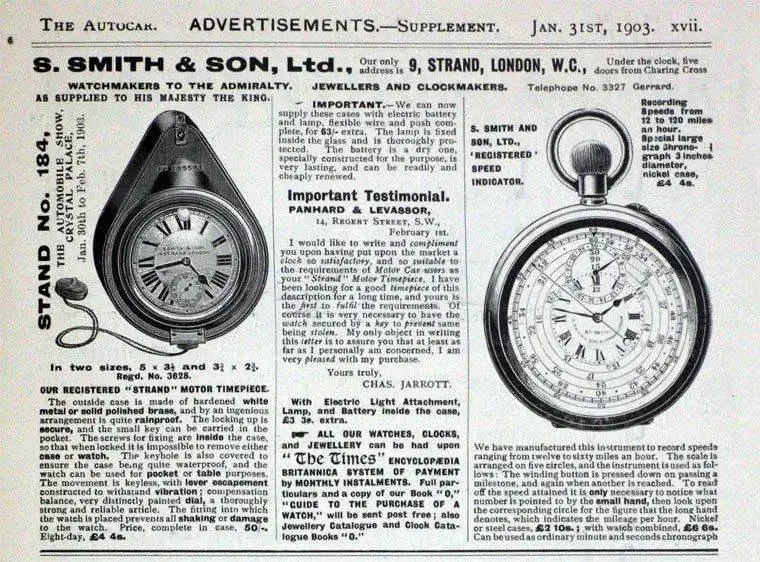 THE AUTOCAR. ADVERTISEMENTS.—SUPPLEMENT. JAN. 31ST, 1903. xvii.
S. SMITH & SON, Ltd., Our only address is 9, STRAND, LONDON, W.C., Under the clock, five doors from Charing Cross
WATCHMAKERS TO THE ADMIRALTY. JEWELLERS AND CLOCKMAKERS. Telephone No. 3327 Gerrard.
AS SUPPLIED TO HIS MAJESTY THE KING.
STAND No. 184,
THE AUTOMOBILE SHOW,
CRYSTAL PALACE,
Jan. 30th to Feb. 7th, 1903.
S. SMITH & SON
9 STRAND LONDON
In two sizes, 5 x 3½ and 3¾ x 2¾.
Regd. No. 3628.
OUR REGISTERED "STRAND" MOTOR TIMEPIECE.
The outside case is made of hardened white
metal or solid polished brass, and by an ingenious
arrangement is quite rainproof. The locking up is
secure, and the small key can be carried in the
pocket. The screws for fixing are inside the case,
so that when locked it is impossible to remove either
case or watch. The keyhole is also covered to
ensure the case being quite waterproof, and the
watch can be used for pocket or table purposes.
The movement is keyless, with lever escapement
constructed to withstand vibration; compensation
balance, very distinctly painted dial, a thoroughly
strong and reliable article. The fitting into which
the watch is placed prevents all shaking or damage
to the watch. Price, complete in case, 50/-.
Eight-day, £4 4s.
IMPORTANT.—We can now
supply these cases with electric battery
and lamp, flexible wire and push com-
plete, for 63/- extra. The lamp is fixed
inside the glass and is thoroughly pro-
tected. The battery is a dry one,
specially constructed for the purpose, is
very lasting, and can be readily and
cheaply renewed.
Important Testimonial.
PANHARD & LEVASSOR,
14, REGENT STREET, S.W.,
February 1st.
I would like to write and compliment
you upon having put upon the market a
clock so satisfactory, and so suitable to
the requirements of Motor Car users as
your "Strand" Motor Timepiece. I have
been looking for a good timepiece of this
description for a long time, and yours is
the first to fulfil the requirements. Of
course it is very necessary to have the
watch secured by a key to prevent same
being stolen. My only object in writing
this letter is to assure you that at least as
far as I personally am concerned, I am
very pleased with my purchase.
Yours truly,
CHAS. JARROTT.
With Electric Light Attachment,
Lamp, and Battery inside the case,
£3 3s. extra.
☛ ALL OUR WATCHES, CLOCKS,
and JEWELLERY can be had upon
"The Times" ENCYCLOPÆDIA
BRITANNICA SYSTEM OF PAYMENT
by MONTHLY INSTALMENTS. Full par-
ticulars and a copy of our Book "O,"
"GUIDE TO THE PURCHASE OF A
WATCH," will be sent post free; also
Jewellery Catalogue and Clock Cata-
logue Books "O."
S. SMITH AND
SON, LTD.,
'REGISTERED'
SPEED
INDICATOR.
Recording
Speeds from
12 to 120 miles
an hour.
Special large
size Chrono-
graph 3 inches
diameter,
nickel case,
£4 4s.
We have manufactured this instrument to record speeds
ranging from twelve to sixty miles an hour. The scale is
arranged on five circles, and the instrument is used as fol-
lows: The winding button is pressed down on passing a
milestone, and again when another is reached. To read
off the speed attained it is only necessary to notice what
number is pointed to by the small hand, then look upon
the corresponding circle for the figure that the long hand
denotes, which indicates the mileage per hour. Nickel
or steel cases, £2 10s.; with watch combined, £6 6s.
Can be used as ordinary minute and seconds chronograph